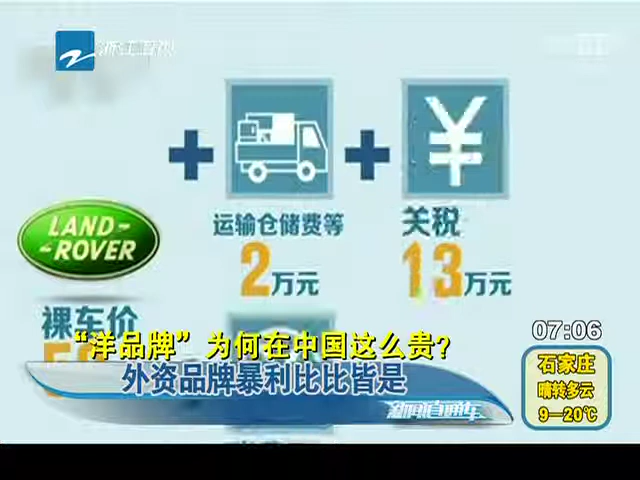 浙江卫视
¥
运输仓储费等
关税
2万元
13万元
LAND-
-ROVER
裸车价
“洋品牌”为何在中国这么贵?
外资品牌暴利比比皆是
新闻直通车
07:06
石家庄
晴转多云
9—20℃